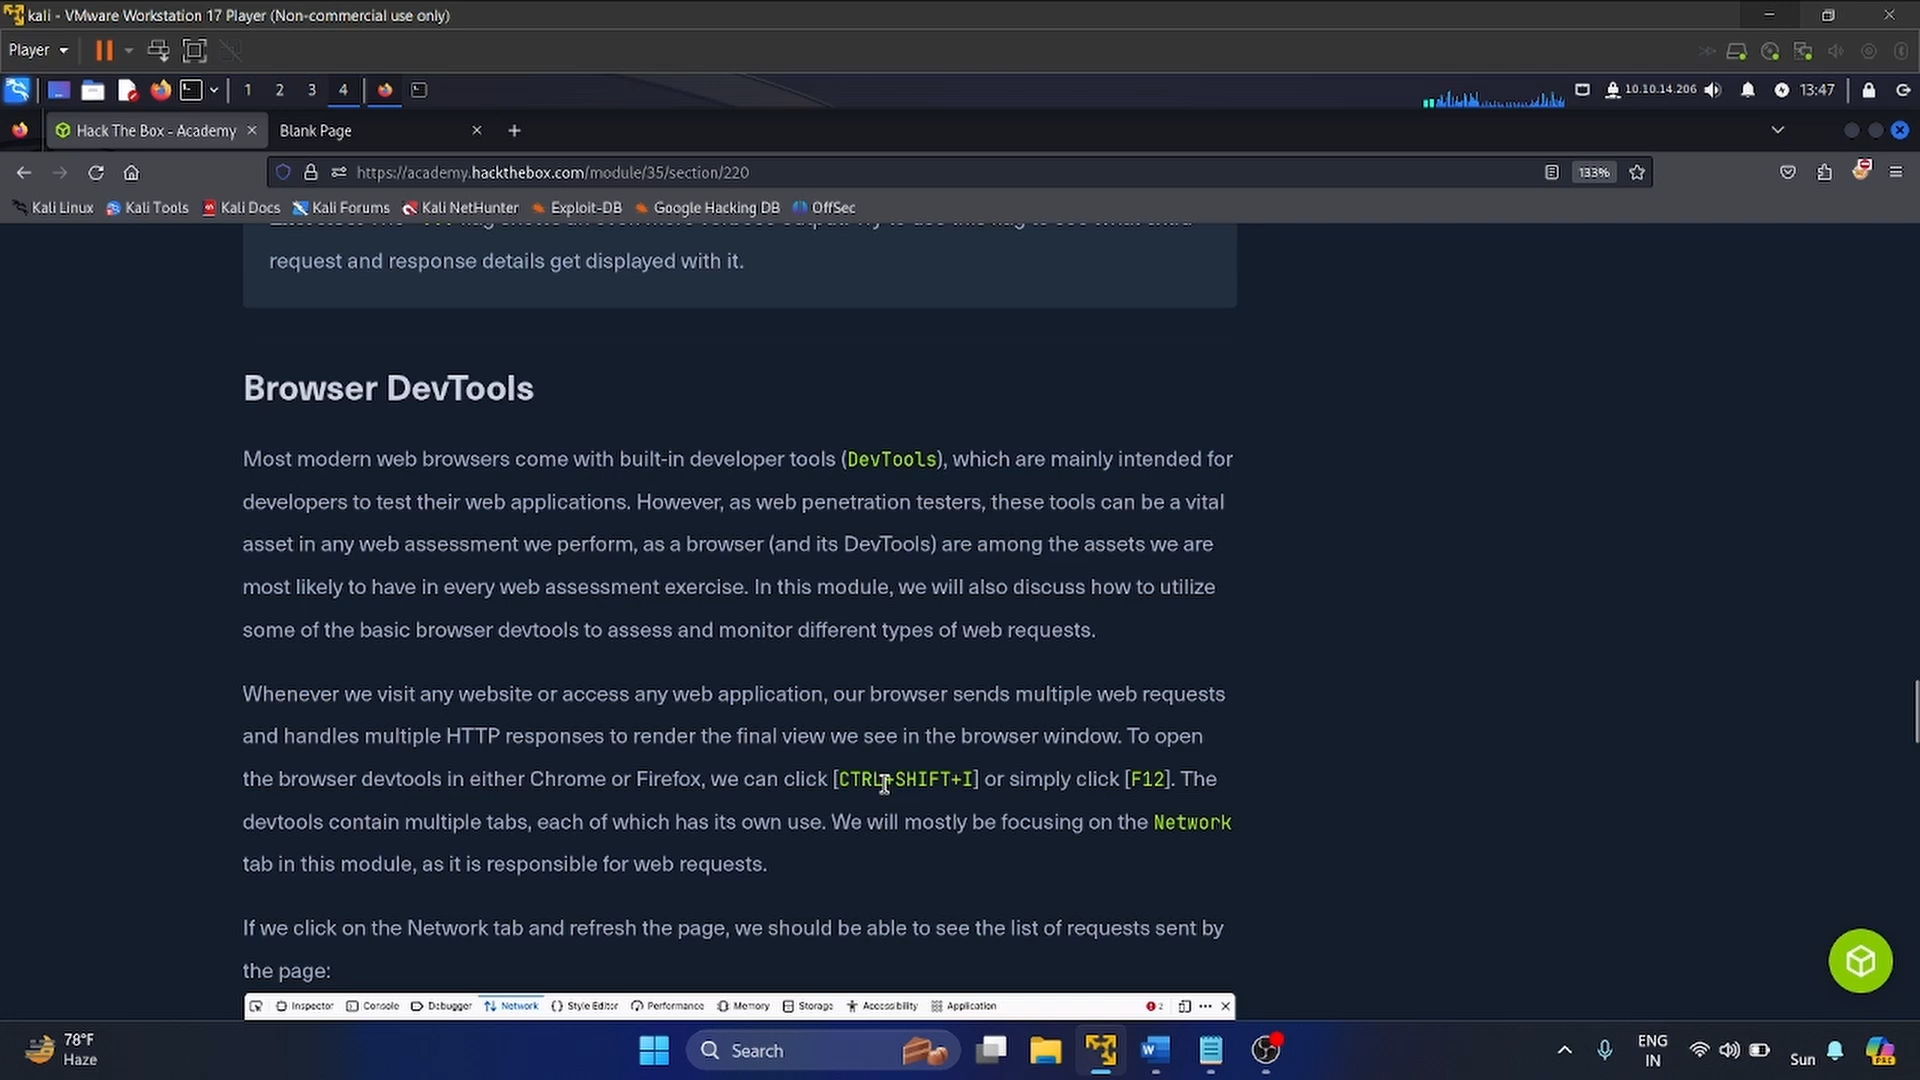 kali - VMware Workstation 17 Player (Non-commercial use only)
Player
1 2 3 4
10.10.14.206
13:47
Hack The Box - Academy
Blank Page
https://academy.hackthebox.com/module/35/section/220
133%
Kali Linux Kali Tools Kali Docs Kali Forums Kali NetHunter Exploit-DB Google Hacking DB OffSec
request and response details get displayed with it.
Browser DevTools
Most modern web browsers come with built-in developer tools (DevTools), which are mainly intended for
developers to test their web applications. However, as web penetration testers, these tools can be a vital
asset in any web assessment we perform, as a browser (and its DevTools) are among the assets we are
most likely to have in every web assessment exercise. In this module, we will also discuss how to utilize
some of the basic browser devtools to assess and monitor different types of web requests.
Whenever we visit any website or access any web application, our browser sends multiple web requests
and handles multiple HTTP responses to render the final view we see in the browser window. To open
the browser devtools in either Chrome or Firefox, we can click [CTRL+SHIFT+I] or simply click [F12]. The
devtools contain multiple tabs, each of which has its own use. We will mostly be focusing on the Network
tab in this module, as it is responsible for web requests.
If we click on the Network tab and refresh the page, we should be able to see the list of requests sent by
the page:
Inspector Console Debugger Network Style Editor Performance Memory Storage Accessibility Application 2
78°F
Haze
Search
ENG
IN
Sun